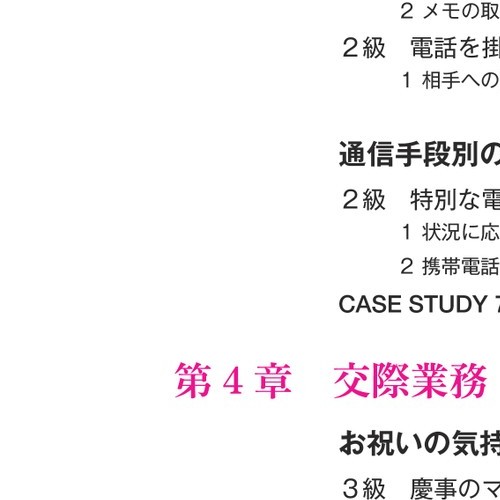 2 メモの取
2級　電話を掛
1 相手への
通信手段別の
2級　特別な電
1 状況に応
2 携帯電話
CASE STUDY 7
第4章　交際業務
お祝いの気持
3級　慶事のマ